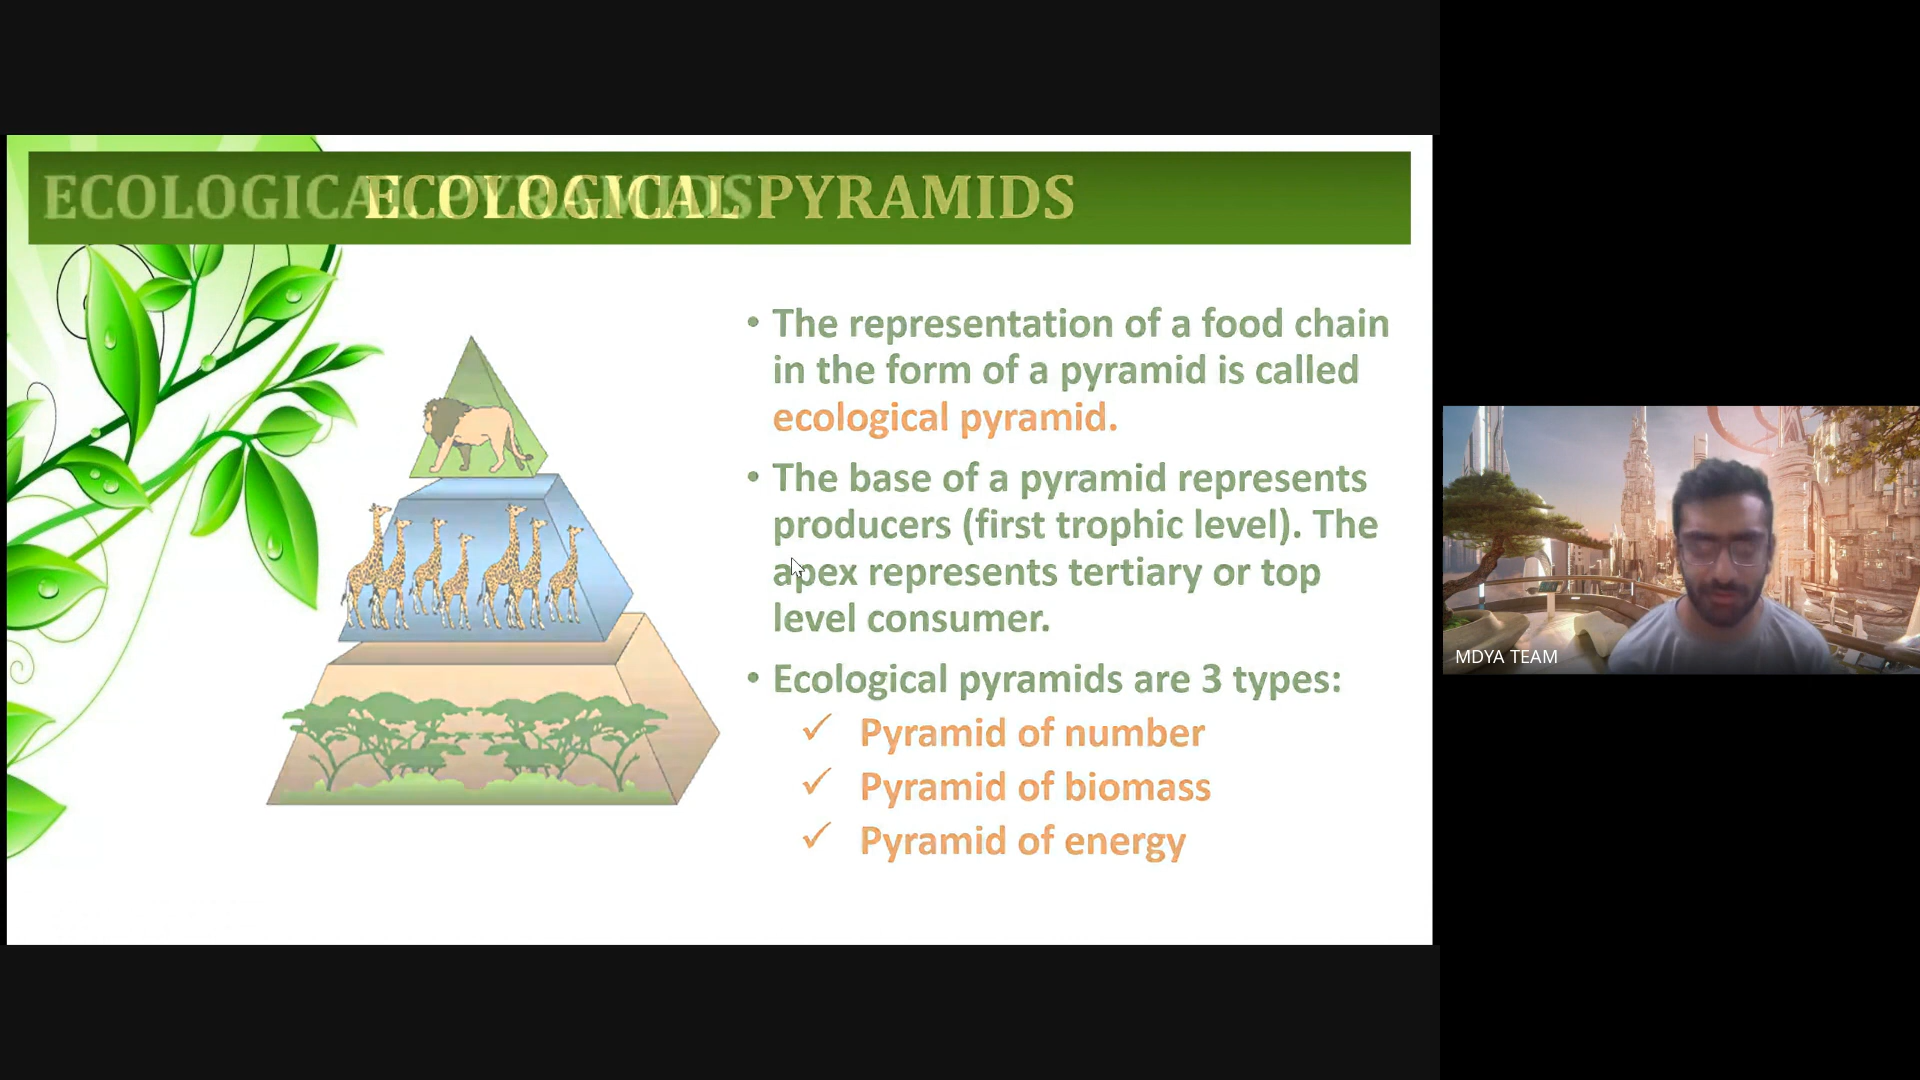 ECOLOGICAL PYRAMIDS
ECOLOGICAL PYRAMIDS
• The representation of a food chain
in the form of a pyramid is called
ecological pyramid.
• The base of a pyramid represents
producers (first trophic level). The
apex represents tertiary or top
level consumer.
• Ecological pyramids are 3 types:
✓ Pyramid of number
✓ Pyramid of biomass
✓ Pyramid of energy
MDYA TEAM